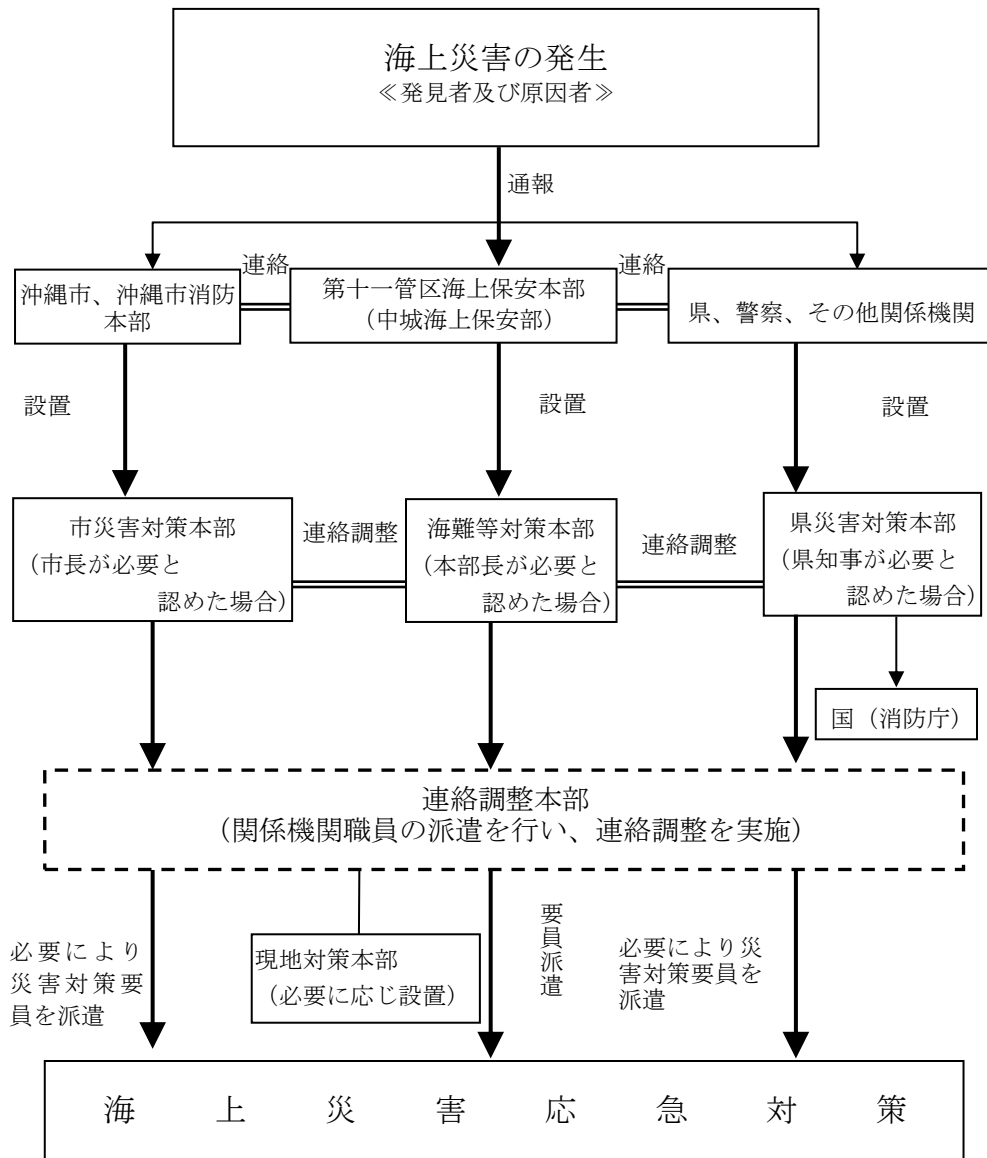 海上災害の発生
≪発見者及び原因者≫
通報
連絡
連絡
沖縄市、沖縄市消防
本部
第十一管区海上保安本部
（中城海上保安部）
県、警察、その他関係機関
設置
設置
設置
市災害対策本部
（市長が必要と
認めた場合）
連絡調整
海難等対策本部
（本部長が必要と
認めた場合）
連絡調整
県災害対策本部
（県知事が必要と
認めた場合）
国（消防庁）
連絡調整本部
（関係機関職員の派遣を行い、連絡調整を実施）
必要により
災害対策要
員を派遣
現地対策本部
（必要に応じ設置）
要員派遣
必要により災
害対策要員を
派遣
海上災害応急対策